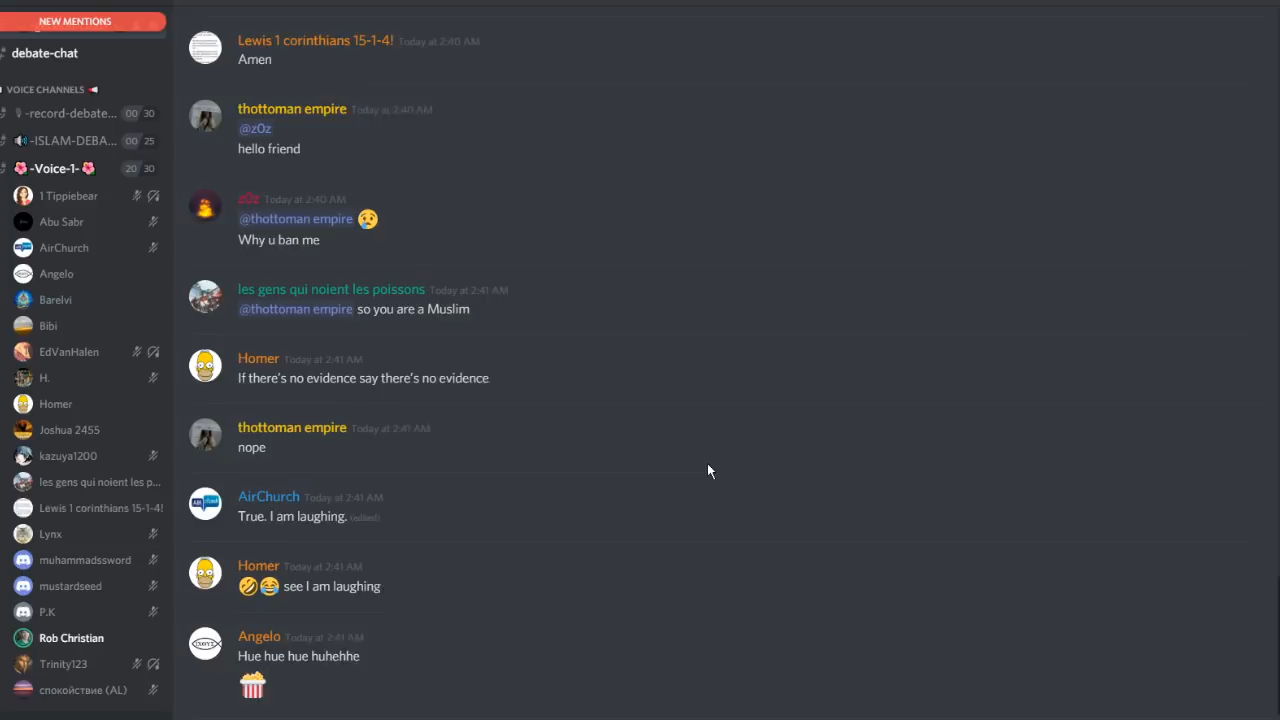 NEW MENTIONS
debate-chat
VOICE CHANNELS
-record-debate... 00 30
-ISLAM-DEBA... 00 25
-Voice-1- 20 30
1 Tippiebear
Abu Sabr
AirChurch
Angelo
Barelvi
Bibi
EdVanHalen
H.
Homer
Joshua 2455
kazuya1200
les gens qui noient les p...
Lewis 1 corinthians 15-1-4!
Lynx
muhammadssword
mustardseed
P.K
Rob Christian
Trinity123
спокойствие (AL)
Lewis 1 corinthians 15-1-4! Today at 2:40 AM
Amen
thottoman empire Today at 2:40 AM
@z0z
hello friend
z0z Today at 2:40 AM
@thottoman empire
Why u ban me
les gens qui noient les poissons Today at 2:41 AM
@thottoman empire so you are a Muslim
Homer Today at 2:41 AM
If there's no evidence say there's no evidence
thottoman empire Today at 2:41 AM
nope
AirChurch Today at 2:41 AM
True. I am laughing. (edited)
Homer Today at 2:41 AM
🤣😂 see I am laughing
Angelo Today at 2:41 AM
Hue hue hue huhehhe